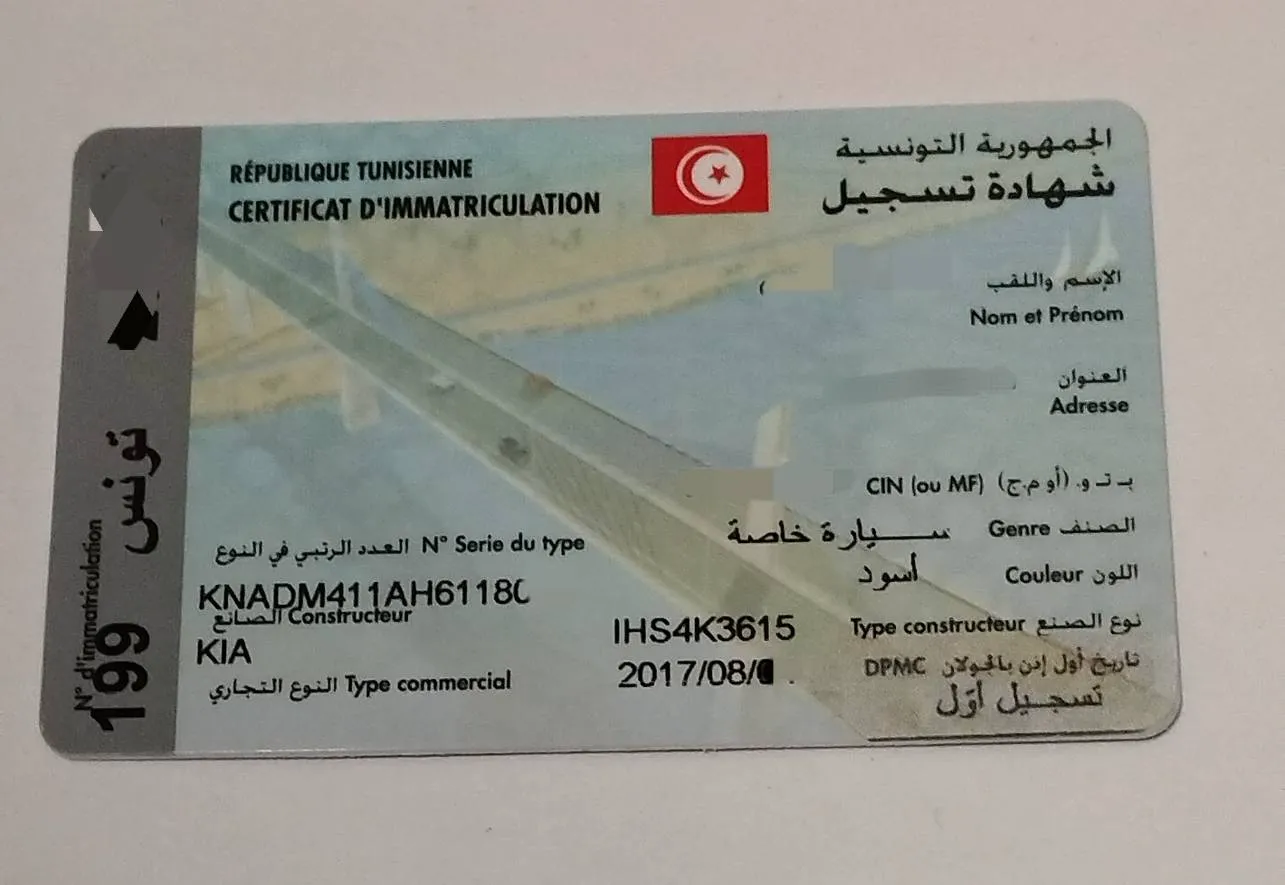 RÉPUBLIQUE TUNISIENNE
CERTIFICAT D'IMMATRICULATION
الجمهورية التونسية
شهادة تسجيل
الإسم واللقب
Nom et Prénom
العنوان
Adresse
CIN (ou MF) ب.ت.و. (أو م.ج)
سيارة خاصة Genre الصنف
العدد الرتبي في النوع N° Serie du type
أسود Couleur اللون
KNADM411AH6118
الصانع Constructeur
IHS4K3615 Type constructeur نوع الصنع
KIA
2017/08/ DPMC تاريخ أول إذن بالجولان
النوع التجاري Type commercial
تسجيل أوّل
N° d'immatriculation
199 تونس